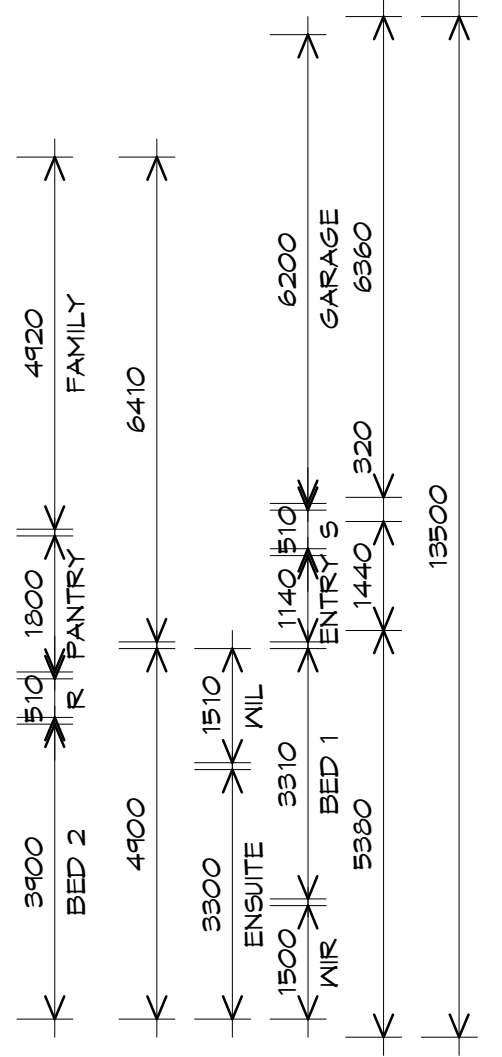 4920
FAMILY
1800
PANTRY
510
R
3900
BED 2
6410
4900
1510
WIL
3300
ENSUITE
6200
GARAGE
510
S
1140
ENTRY
3310
BED 1
1500
WIR
6360
320
1440
5380
13500